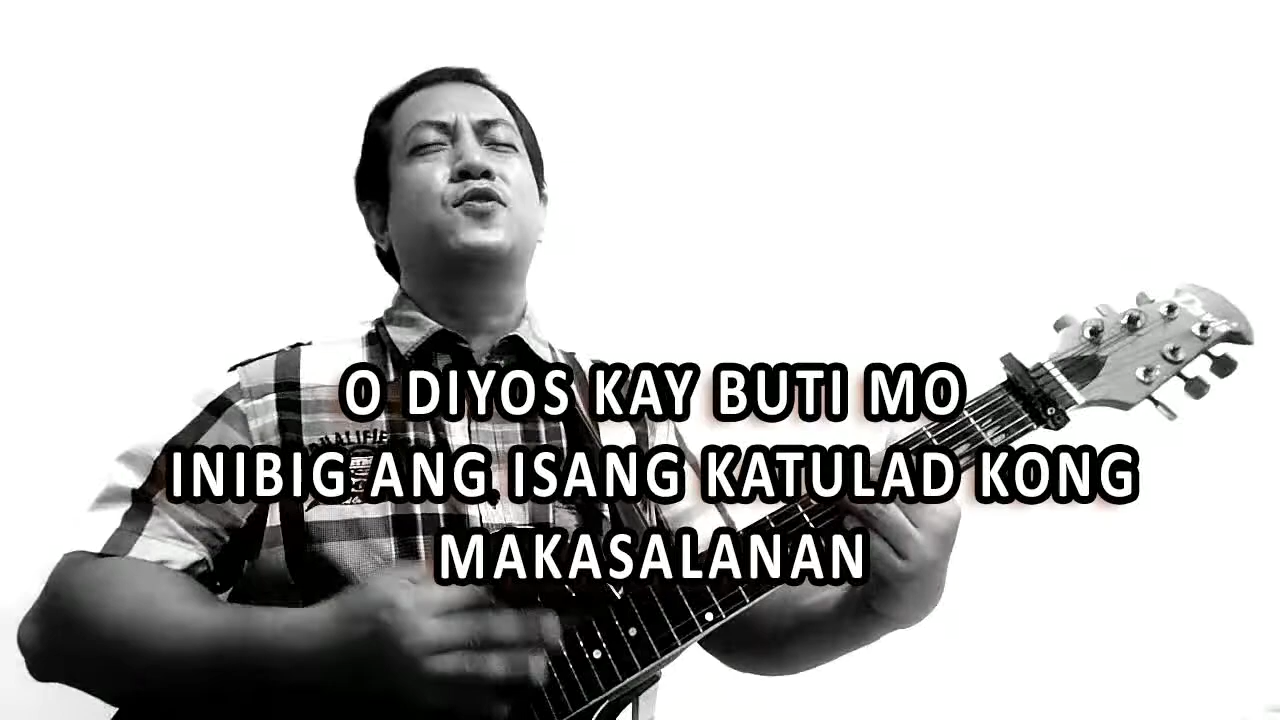 O DIYOS KAY BUTI MO
INIBIG ANG ISANG KATULAD KONG
MAKASALANAN